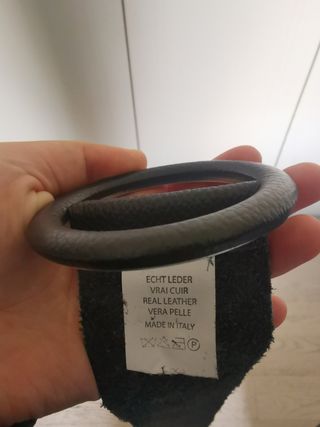 ECHT LEDER
VRAI CUIR
REAL LEATHER
VERA PELLE
MADE IN ITALY
P